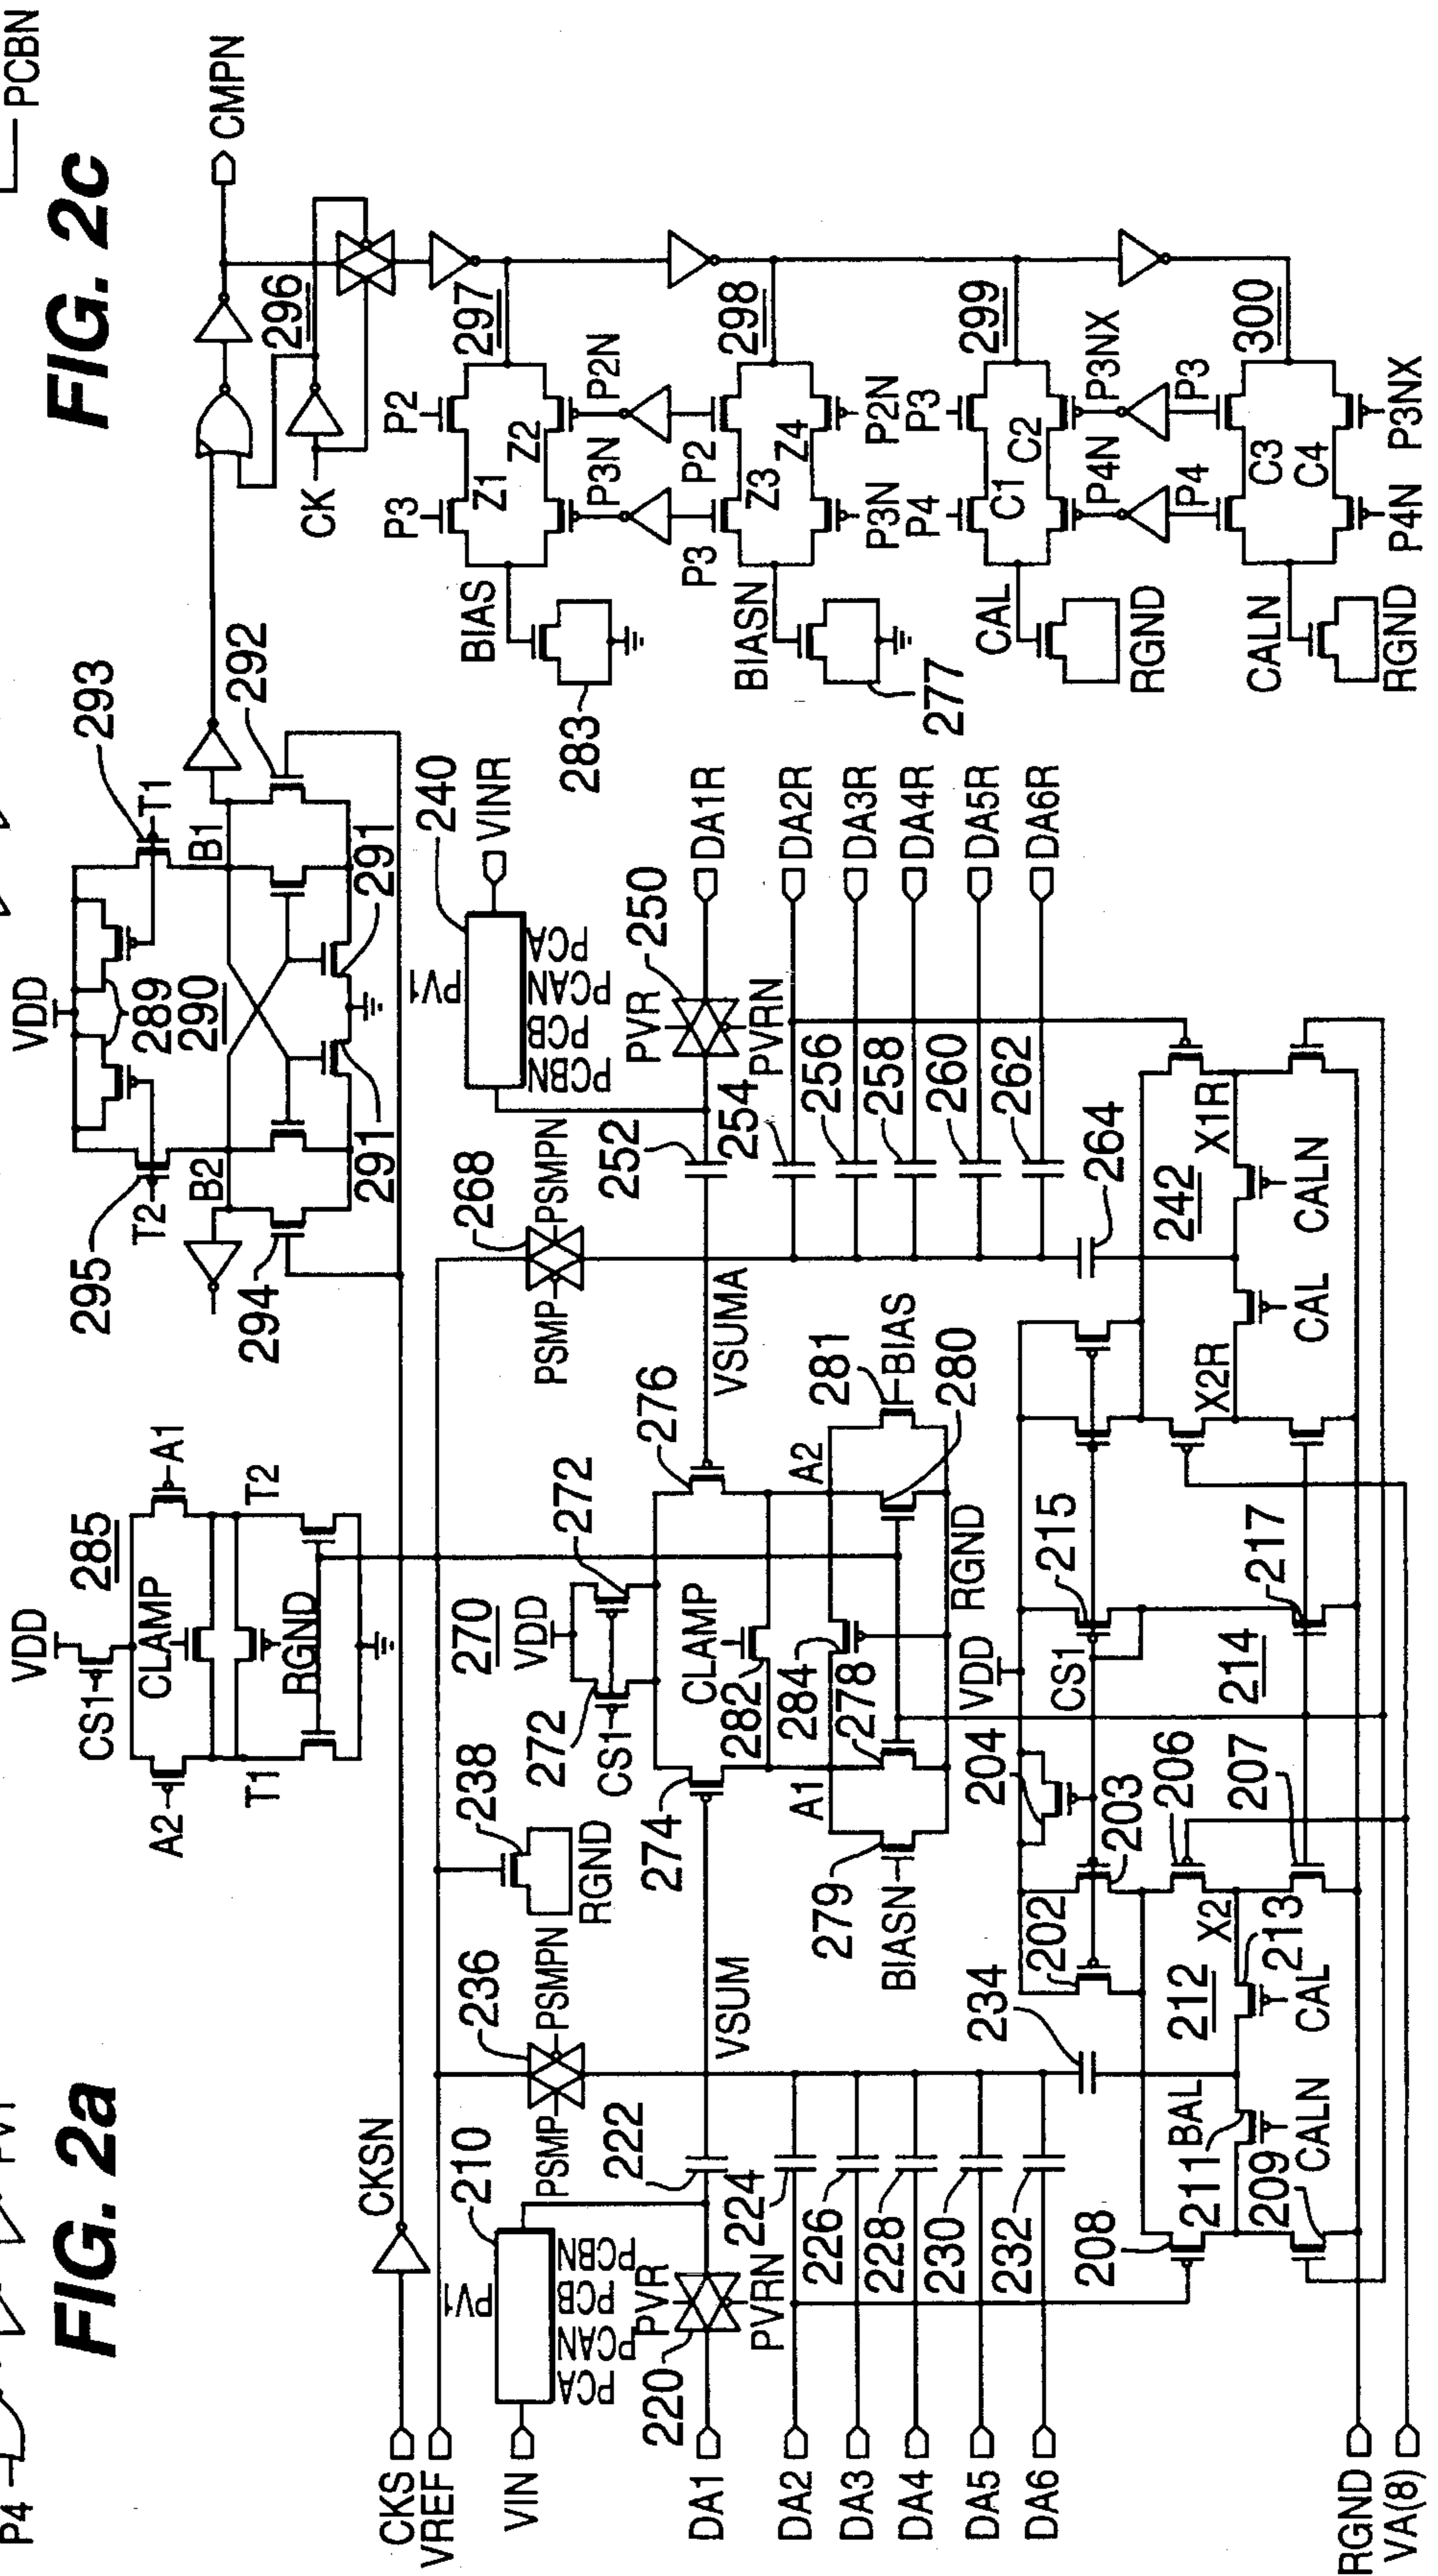 P4
PV1
PCBN
FIG. 2a
FIG. 2c
CKS
VREF
VIN
DA1
DA2
DA3
DA4
DA5
DA6
RGND
VA(8)
CKSN
210
PV1
PCA
PCAN
PCB
PCBN
220
PVR
PVRN
222
224
226
228
230
232
234
236
PSMP
PSMPN
VSUM
238
RGND
208
209
211
BAL
CALN
212
213
CAL
X2
202
203
204
206
207
VDD
CS1
214
215
217
285
VDD
CS1
CLAMP
A2
A1
T1
T2
RGND
270
VDD
272
272
CS1
274
276
CLAMP
282
284
278
A1
A2
279
BIASN
280
281
BIAS
RGND
VSUMA
268
PSMP
PSMPN
240
PV1
PCBN
PCB
PCAN
PCA
VINR
250
PVR
PVRN
252
254
256
258
260
262
264
DA1R
DA2R
DA3R
DA4R
DA5R
DA6R
242
X2R
X1R
CAL
CALN
VDD
289
290
291
291
292
293
294
295
T2
T1
B2
B1
CMPN
296
CK
297
P3
P2
Z1
Z2
BIAS
283
P3N
P2N
298
P3
P2
Z3
Z4
BIASN
277
P3N
P2N
299
P4
P3
C1
C2
CAL
RGND
P4N
P3NX
300
P4
P3
C3
C4
CALN
RGND
P4N
P3NX